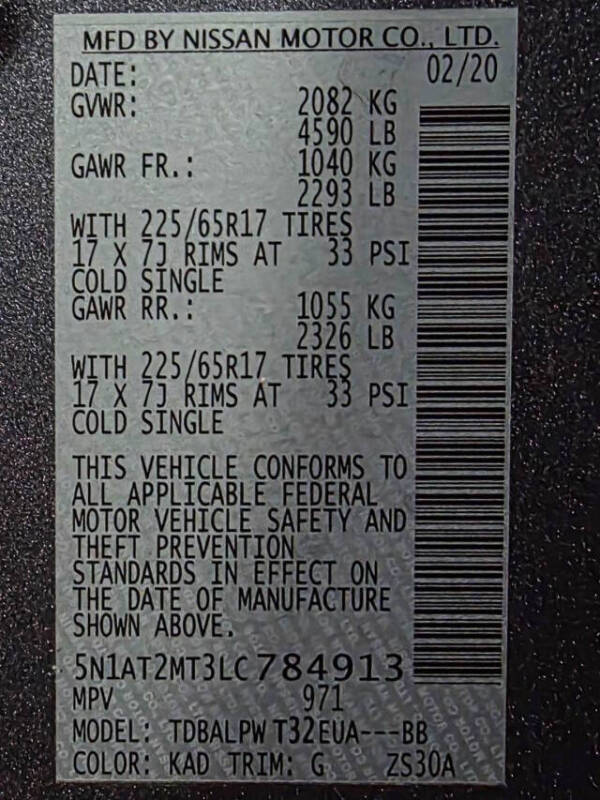 MFD BY NISSAN MOTOR CO., LTD.
DATE: 02/20
GVWR: 2082 KG
4590 LB
GAWR FR.: 1040 KG
2293 LB
WITH 225/65R17 TIRES
17 X 7J RIMS AT 33 PSI
COLD SINGLE
GAWR RR.: 1055 KG
2326 LB
WITH 225/65R17 TIRES
17 X 7J RIMS AT 33 PSI
COLD SINGLE
THIS VEHICLE CONFORMS TO
ALL APPLICABLE FEDERAL
MOTOR VEHICLE SAFETY AND
THEFT PREVENTION
STANDARDS IN EFFECT ON
THE DATE OF MANUFACTURE
SHOWN ABOVE.
5N1AT2MT3LC784913
MPV 971
MODEL: TDBALPW T32EUA---BB
COLOR: KAD TRIM: G ZS30A